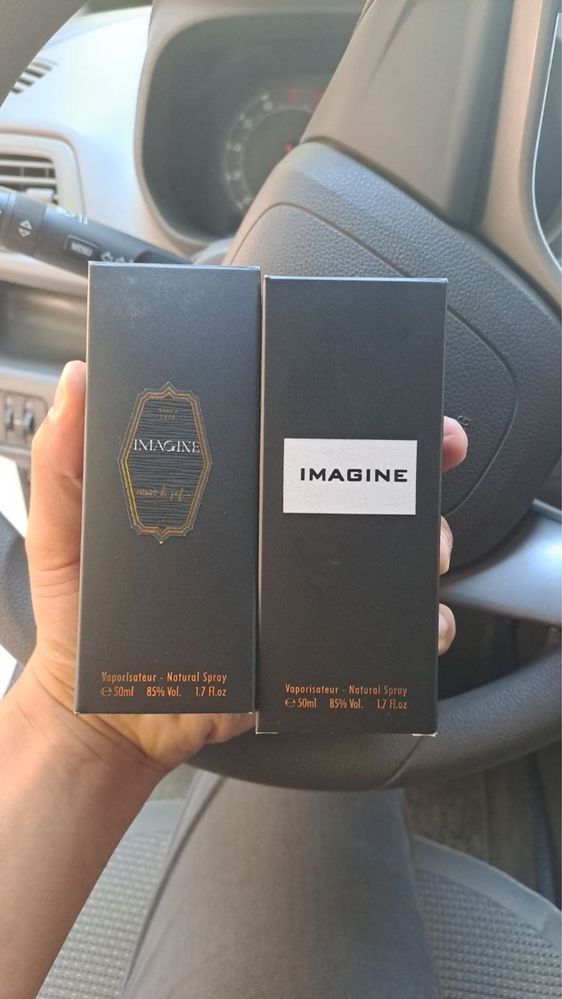 MENU
SINCE
IMAGINE
Vaporisateur - Natural Spray
℮50ml 85% Vol. 1.7 Fl.oz
IMAGINE
Vaporisateur - Natural Spray
℮50ml 85% Vol. 1.7 Fl.oz